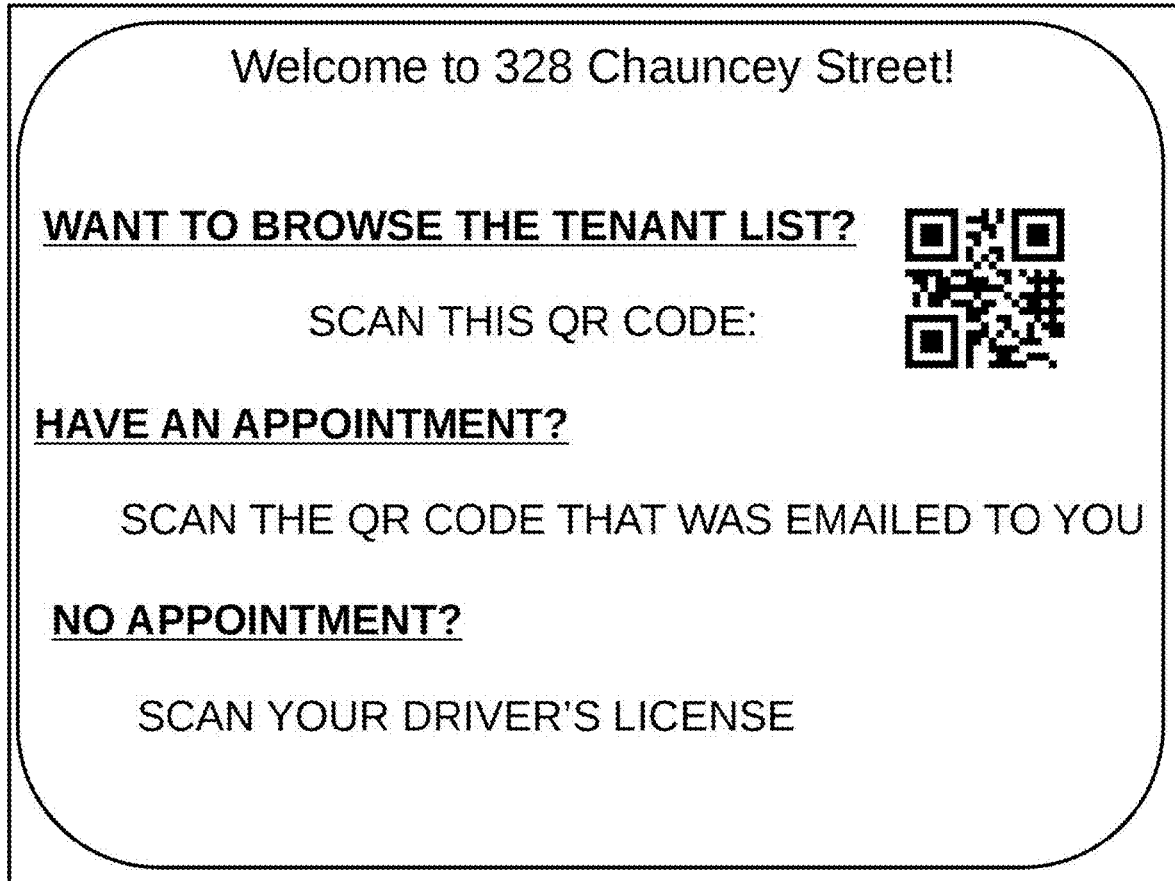 Welcome to 328 Chauncey Street!
WANT TO BROWSE THE TENANT LIST?
SCAN THIS QR CODE:
HAVE AN APPOINTMENT?
SCAN THE QR CODE THAT WAS EMAILED TO YOU
NO APPOINTMENT?
SCAN YOUR DRIVER’S LICENSE